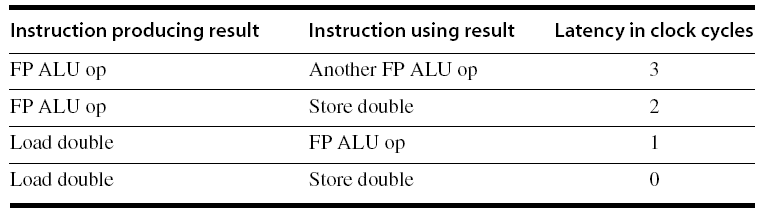 Instruction producing result Instruction using result Latency in clock cycles
FP ALU op Another FP ALU op 3
FP ALU op Store double 2
Load double FP ALU op 1
Load double Store double 0